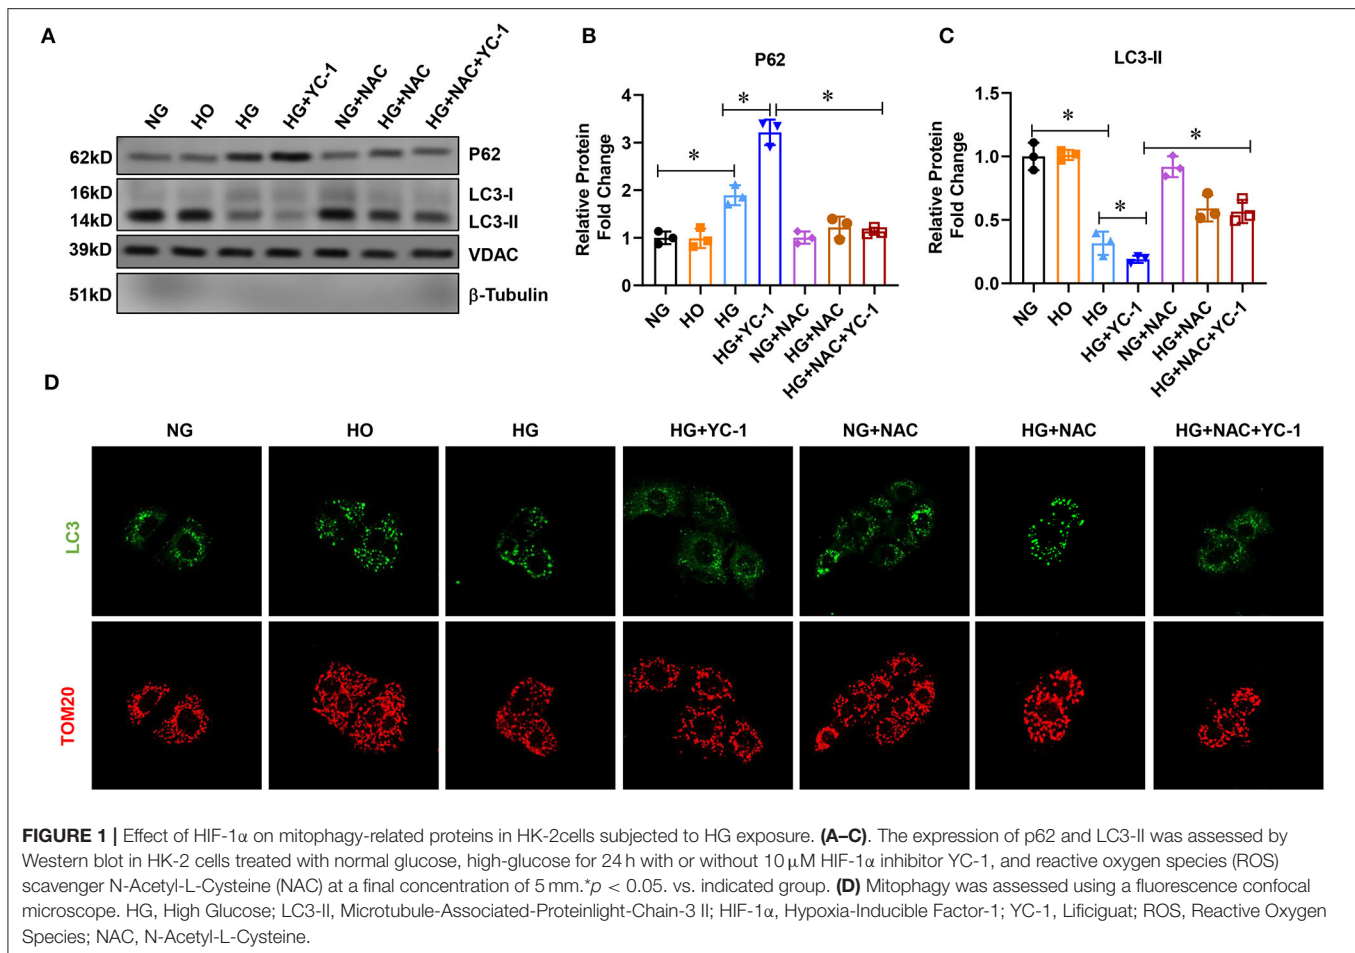 A
NG
HO
HG
HG+YC-1
NG+NAC
HG+NAC
HG+NAC+YC-1
62kD
P62
16kD
LC3-I
14kD
LC3-II
39kD
VDAC
51kD
β-Tubulin
B
P62
Relative Protein
Fold Change
4
3
2
1
0
*
*
*
NG
HO
HG
HG+YC-1
NG+NAC
HG+NAC
HG+NAC+YC-1
C
LC3-II
Relative Protein
Fold Change
1.5
1.0
0.5
0.0
*
*
*
NG
HO
HG
HG+YC-1
NG+NAC
HG+NAC
HG+NAC+YC-1
D
NG HO HG HG+YC-1 NG+NAC HG+NAC HG+NAC+YC-1
LC3
TOM20
FIGURE 1 | Effect of HIF-1α on mitophagy-related proteins in HK-2cells subjected to HG exposure. (A–C). The expression of p62 and LC3-II was assessed by
Western blot in HK-2 cells treated with normal glucose, high-glucose for 24 h with or without 10 μM HIF-1α inhibitor YC-1, and reactive oxygen species (ROS)
scavenger N-Acetyl-L-Cysteine (NAC) at a final concentration of 5 mm.*p < 0.05. vs. indicated group. (D) Mitophagy was assessed using a fluorescence confocal
microscope. HG, High Glucose; LC3-II, Microtubule-Associated-Proteinlight-Chain-3 II; HIF-1α, Hypoxia-Inducible Factor-1; YC-1, Lificiguat; ROS, Reactive Oxygen
Species; NAC, N-Acetyl-L-Cysteine.